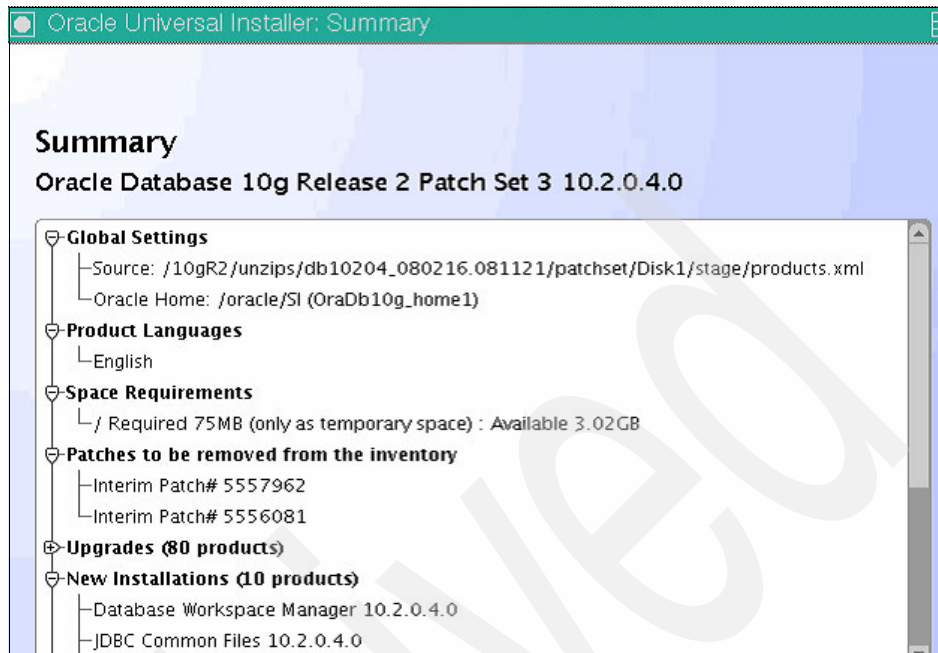 Oracle Universal Installer: Summary
Summary
Oracle Database 10g Release 2 Patch Set 3 10.2.0.4.0
Global Settings
Source: /10gR2/unzips/db10204_080216.081121/patchset/Disk1/stage/products.xml
Oracle Home: /oracle/SI (OraDb10g_home1)
Product Languages
English
Space Requirements
/ Required 75MB (only as temporary space) : Available 3.02GB
Patches to be removed from the inventory
Interim Patch# 5557962
Interim Patch# 5556081
Upgrades (80 products)
New Installations (10 products)
Database Workspace Manager 10.2.0.4.0
JDBC Common Files 10.2.0.4.0